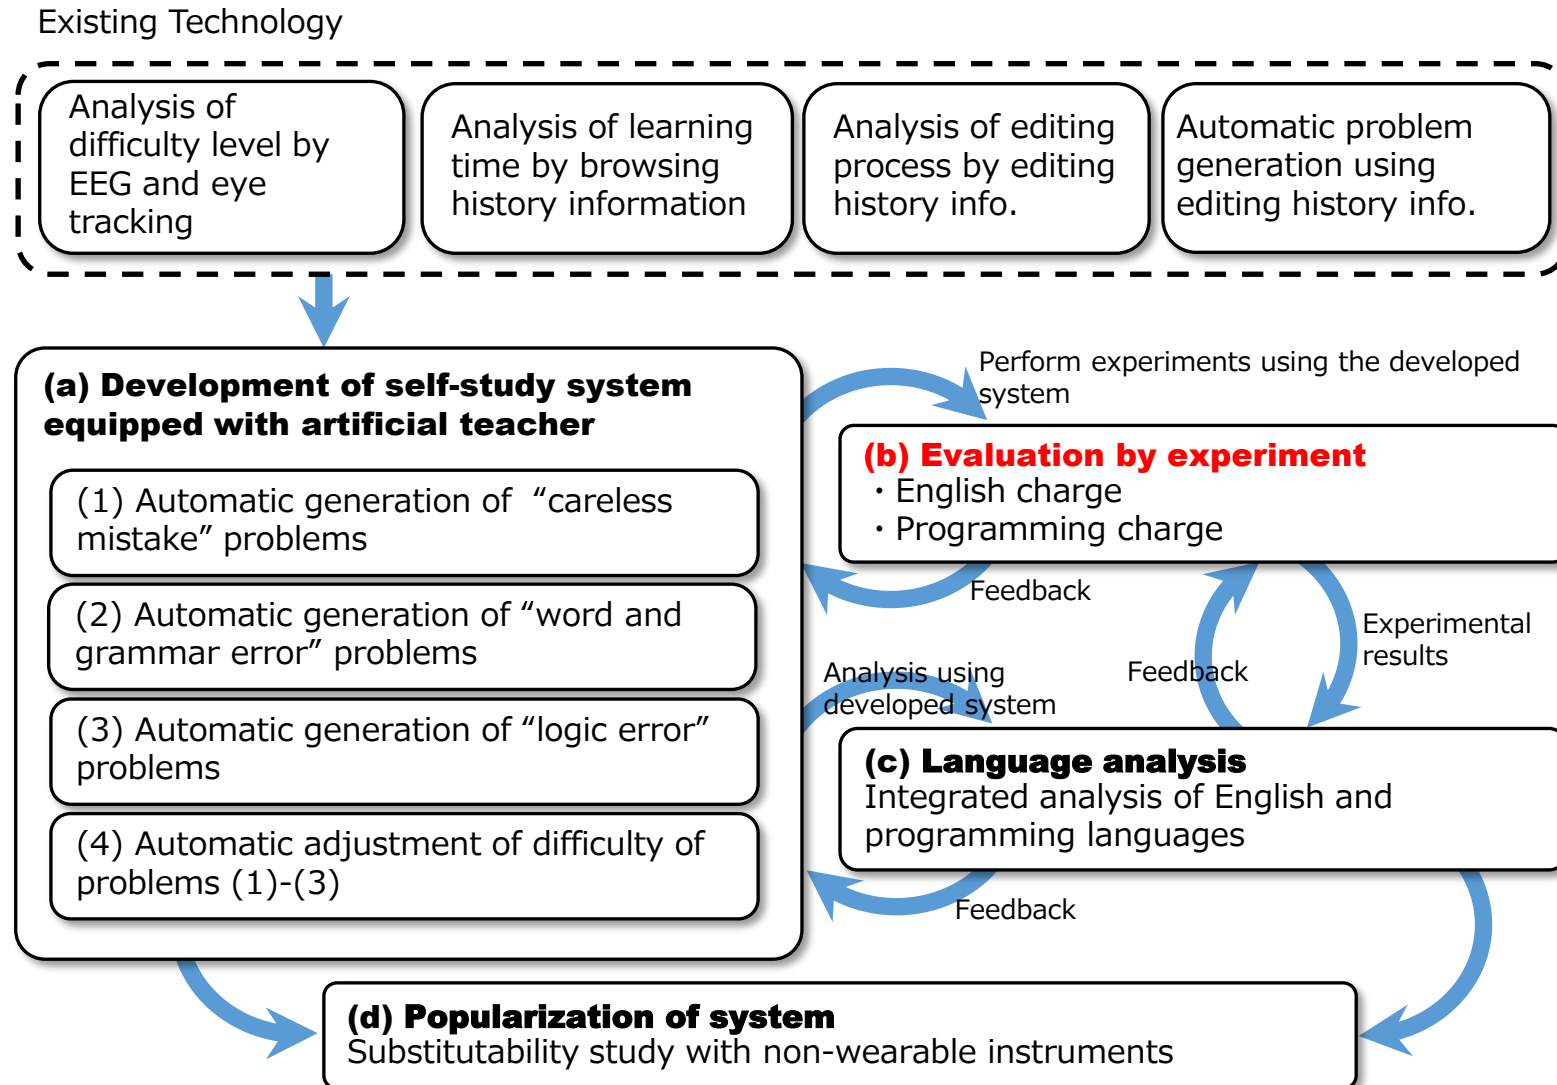 Existing Technology
Analysis of
difficulty level by
EEG and eye
tracking
Analysis of learning
time by browsing
history information
Analysis of editing
process by editing
history info.
Automatic problem
generation using
editing history info.
(a) Development of self-study system
equipped with artificial teacher
(1) Automatic generation of “careless
mistake” problems
(2) Automatic generation of “word and
grammar error” problems
(3) Automatic generation of “logic error”
problems
(4) Automatic adjustment of difficulty of
problems (1)-(3)
Perform experiments using the developed
system
(b) Evaluation by experiment
・English charge
・Programming charge
Feedback
Experimental
results
Feedback
Analysis using
developed system
(c) Language analysis
Integrated analysis of English and
programming languages
Feedback
(d) Popularization of system
Substitutability study with non-wearable instruments